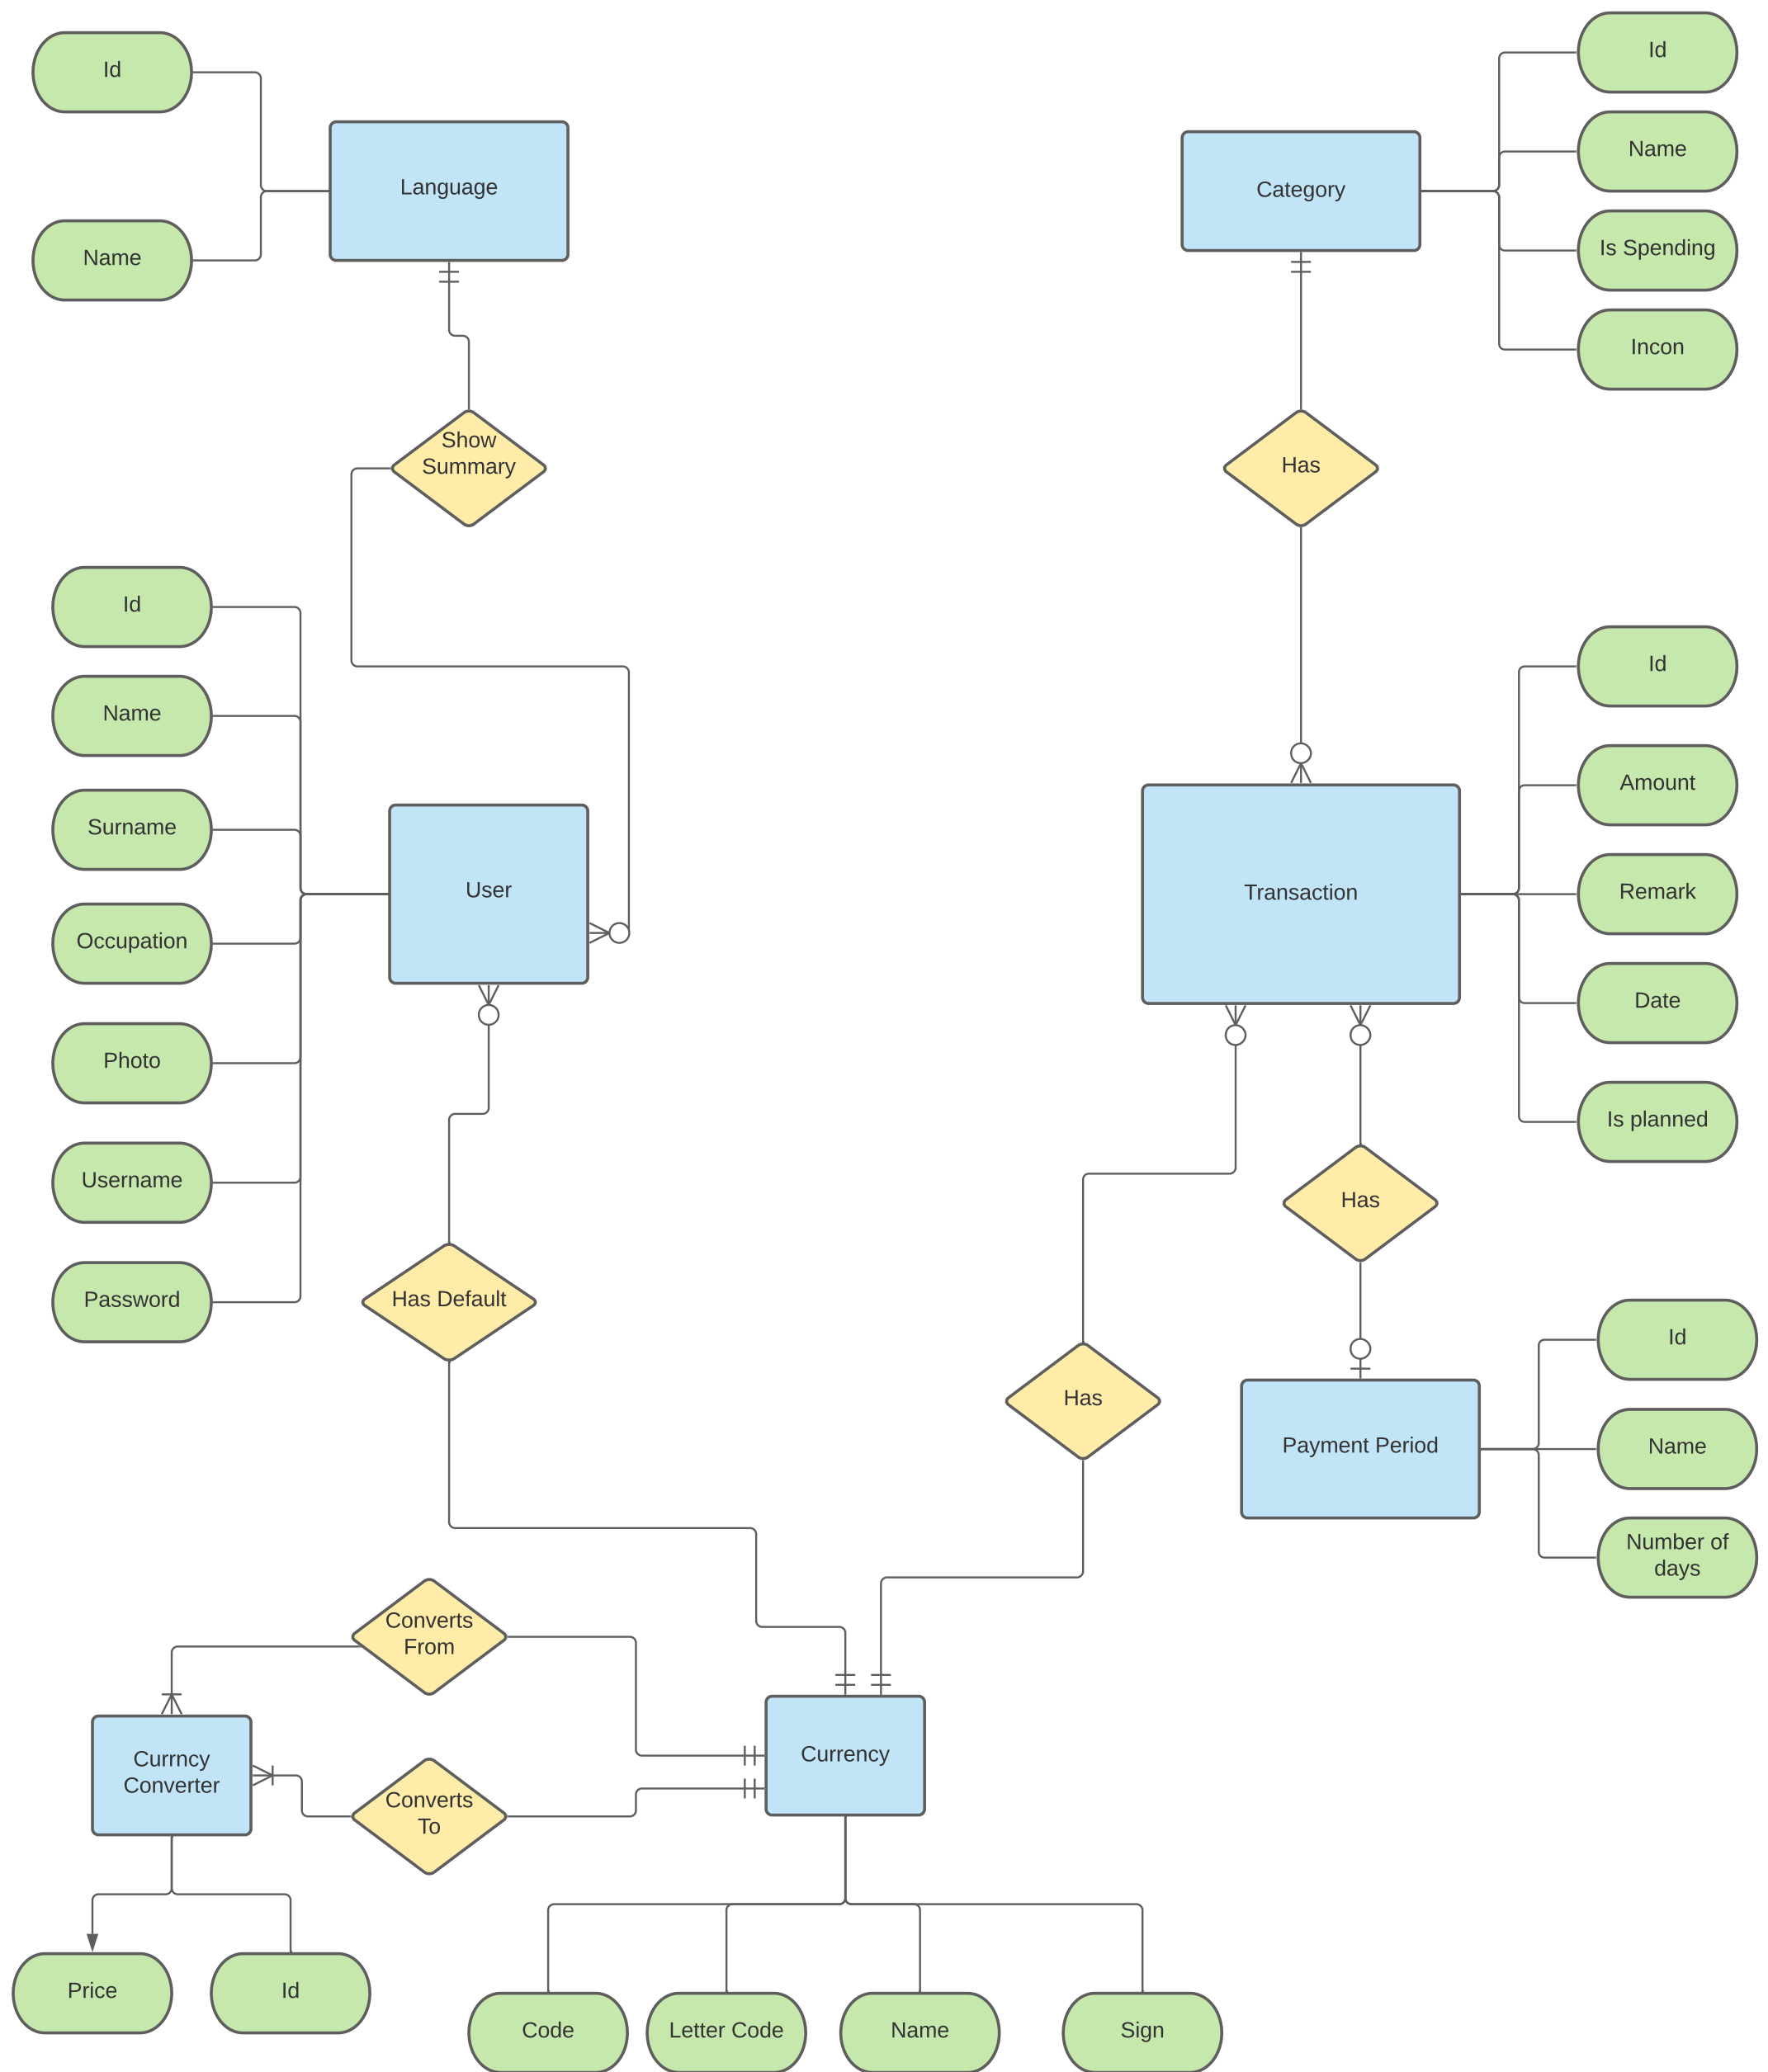 Id
Id
Name
Language
Category
Name
Is Spending
Incon
Show
Summary
Has
Id
Name
Surname
Occupation
Photo
Username
Password
User
Transaction
Id
Amount
Remark
Date
Is planned
Has
Has Default
Has
Payment Period
Id
Name
Number of
days
Converts
From
Currncy
Converter
Converts
To
Currency
Price
Id
Code
Letter Code
Name
Sign